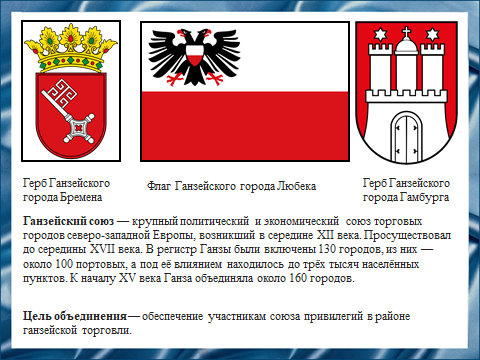 Герб Ганзейского
города Бремена
Флаг Ганзейского города Любека
Герб Ганзейского
города Гамбурга
Ганзейский союз — крупный политический и экономический союз торговых
городов северо-западной Европы, возникший в середине XII века. Просуществовал
до середины XVII века. В регистр Ганзы были включены 130 городов, из них —
около 100 портовых, а под её влиянием находилось до трёх тысяч населённых
пунктов. К началу XV века Ганза объединяла около 160 городов.
Цель объединения— обеспечение участникам союза привилегий в районе
ганзейской торговли.